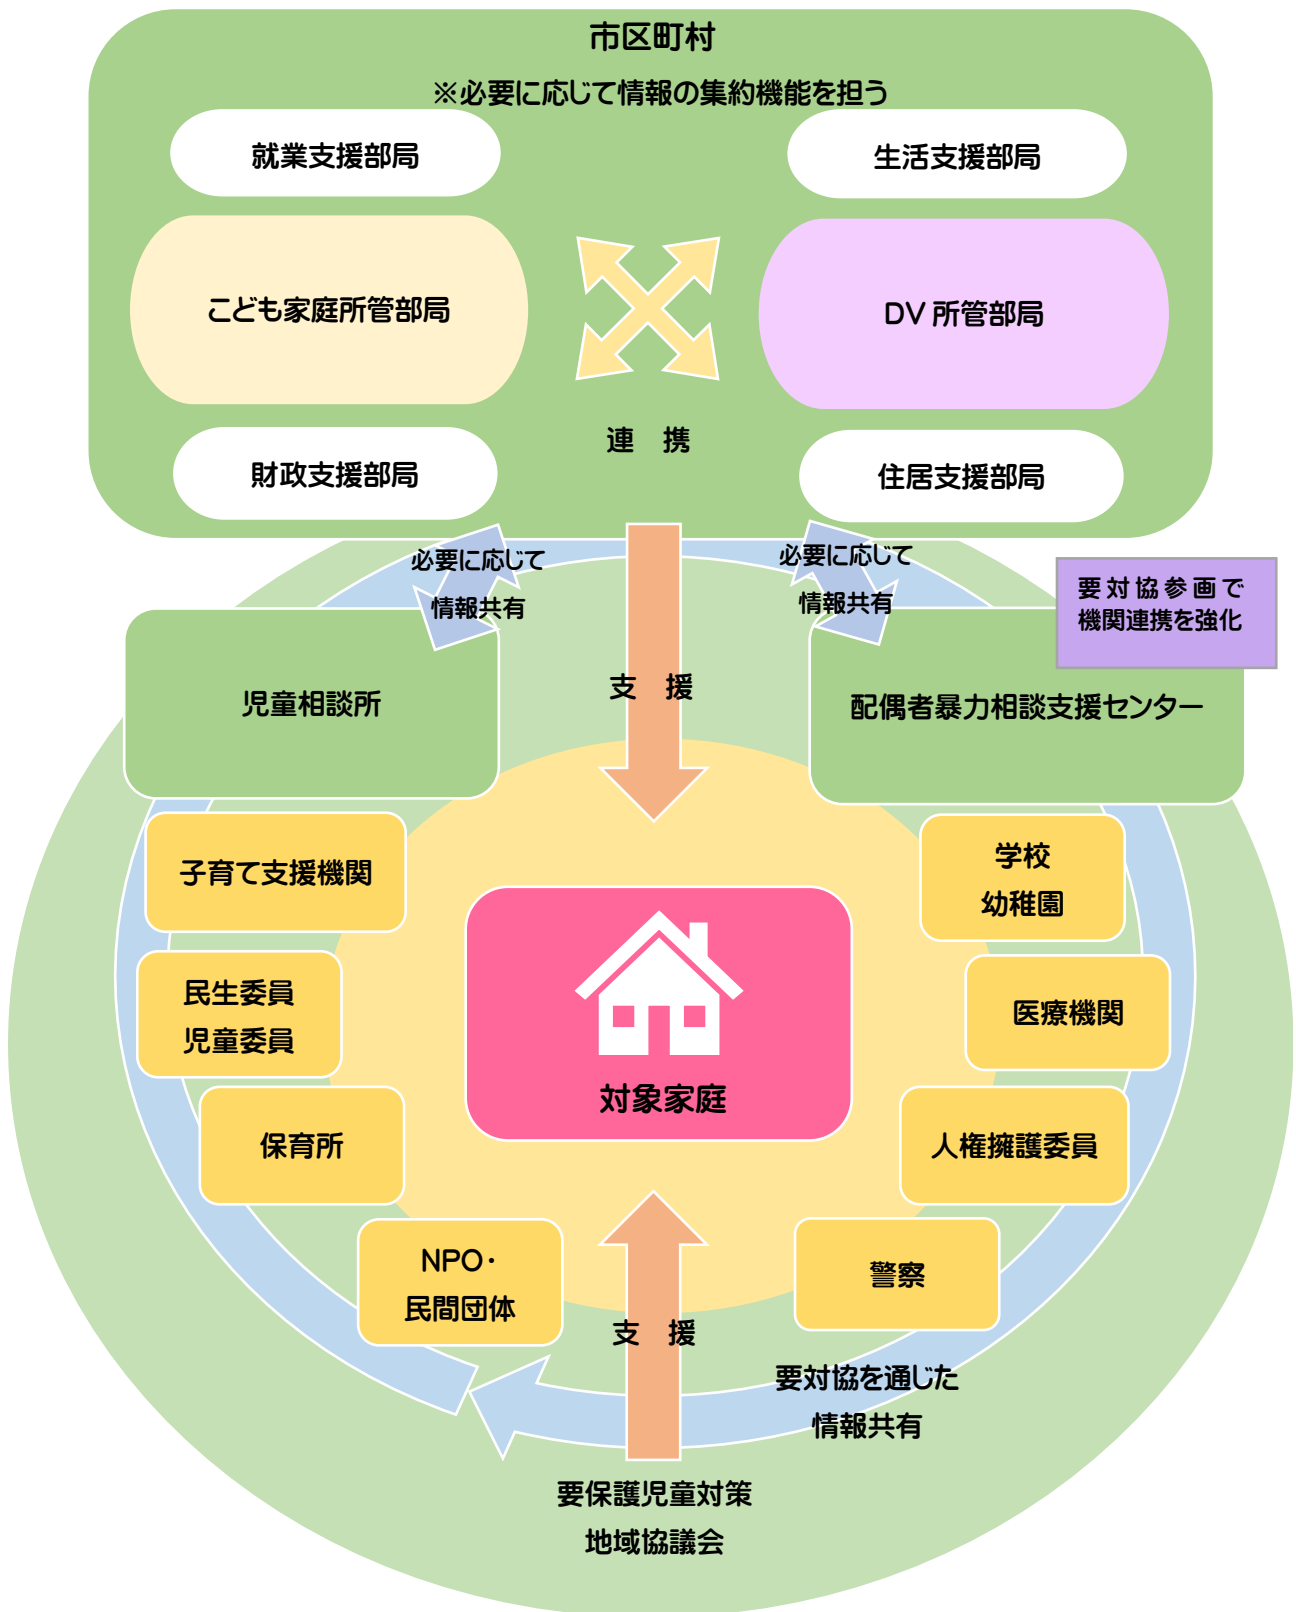 市区町村
※必要に応じて情報の集約機能を担う
就業支援部局
生活支援部局
こども家庭所管部局
DV 所管部局
連　携
財政支援部局
住居支援部局
必要に応じて
情報共有
必要に応じて
情報共有
要対協参画で
機関連携を強化
児童相談所
支　援
配偶者暴力相談支援センター
子育て支援機関
学校
幼稚園
民生委員
児童委員
医療機関
対象家庭
保育所
人権擁護委員
NPO・
民間団体
警察
支　援
要対協を通じた
情報共有
要保護児童対策
地域協議会